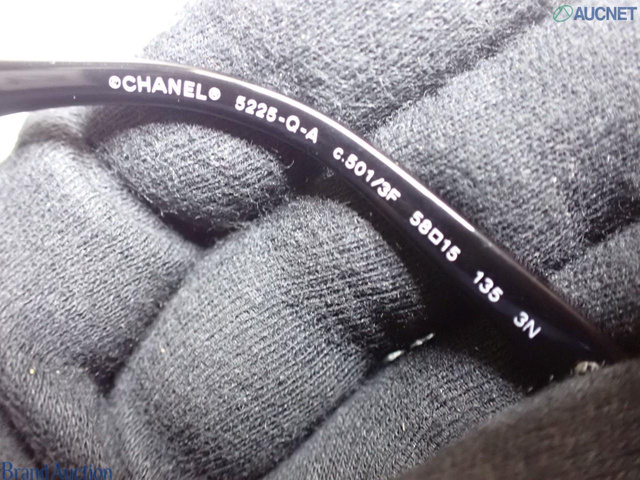 AUCNET
©CHANEL® 5225-Q-A c.501/3F 58□15 135 3N
Brand Auction